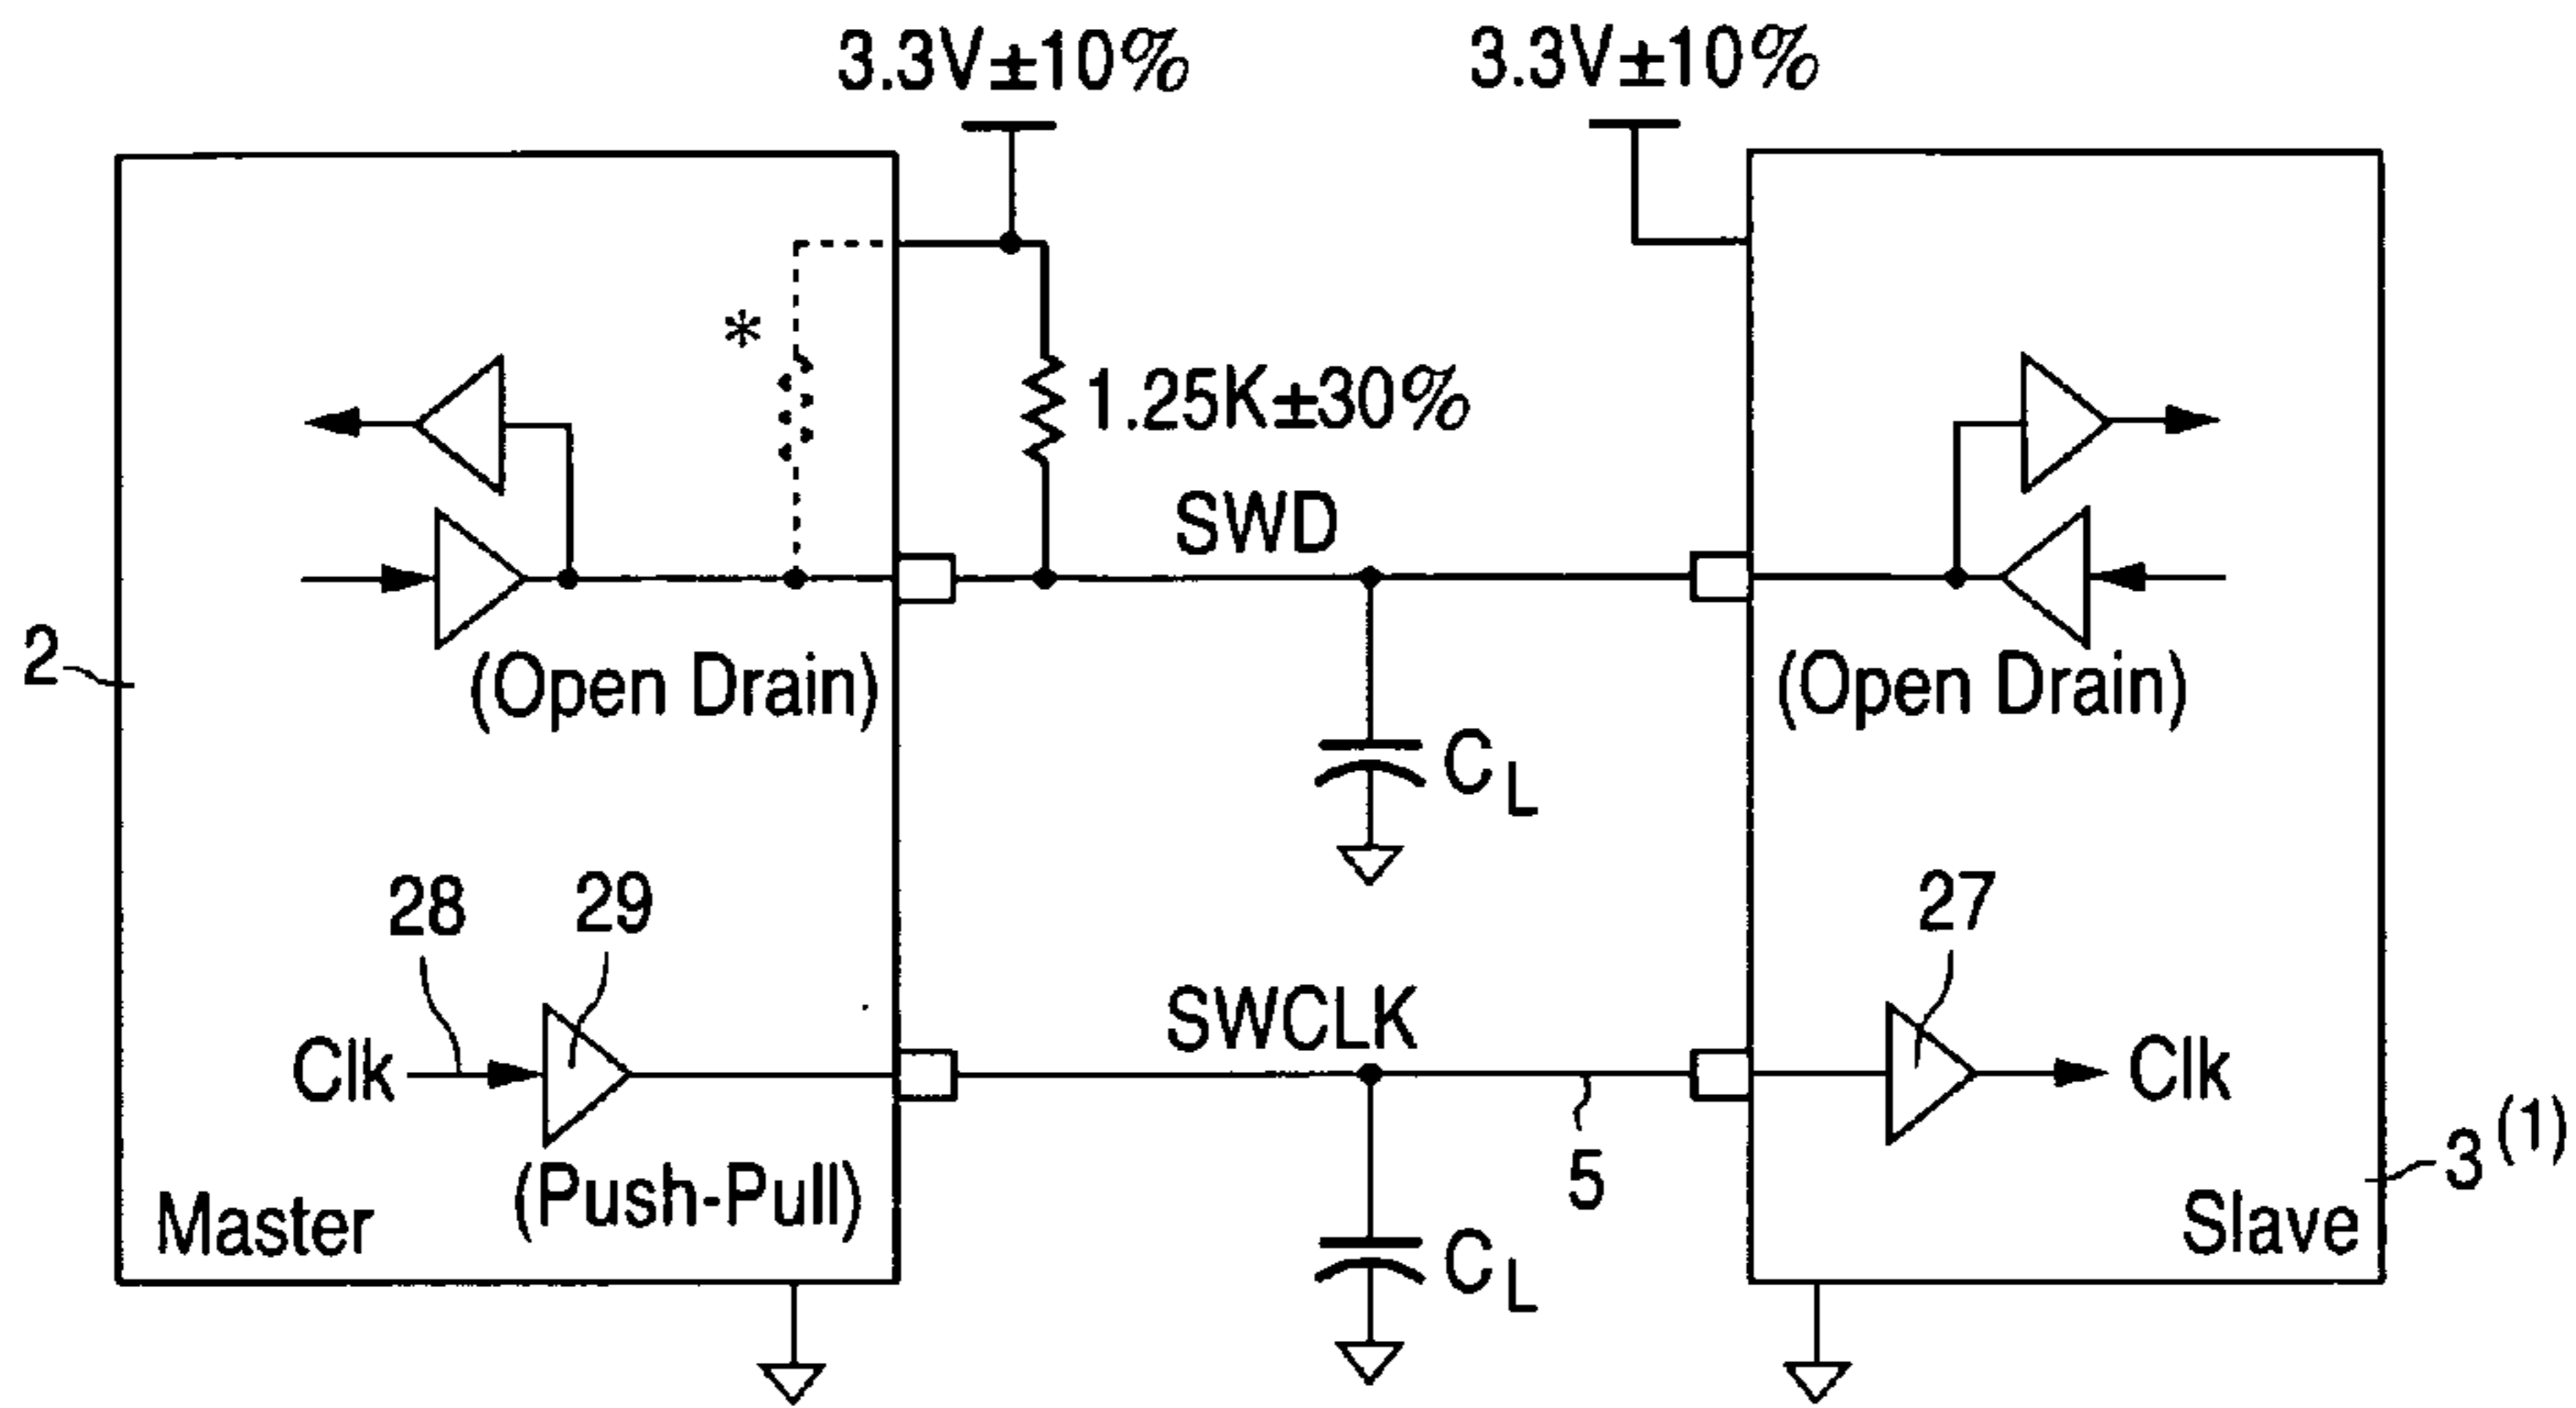 3.3V±10%
3.3V±10%
*
1.25K±30%
SWD
2
(Open Drain)
(Open Drain)
C L
28
29
27
SWCLK
Clk
Clk
5
3(1)
(Push-Pull)
Master
Slave
C L